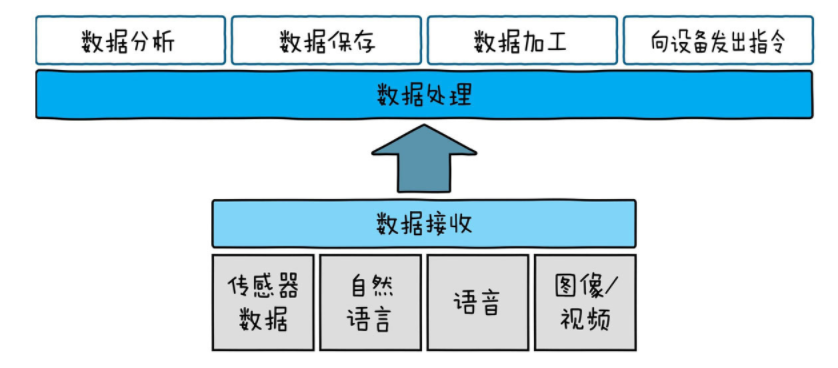 数据分析 数据保存 数据加工 向设备发出指令
数据处理
数据接收
传感器 自然 语音 图像/
数据 语言 视频